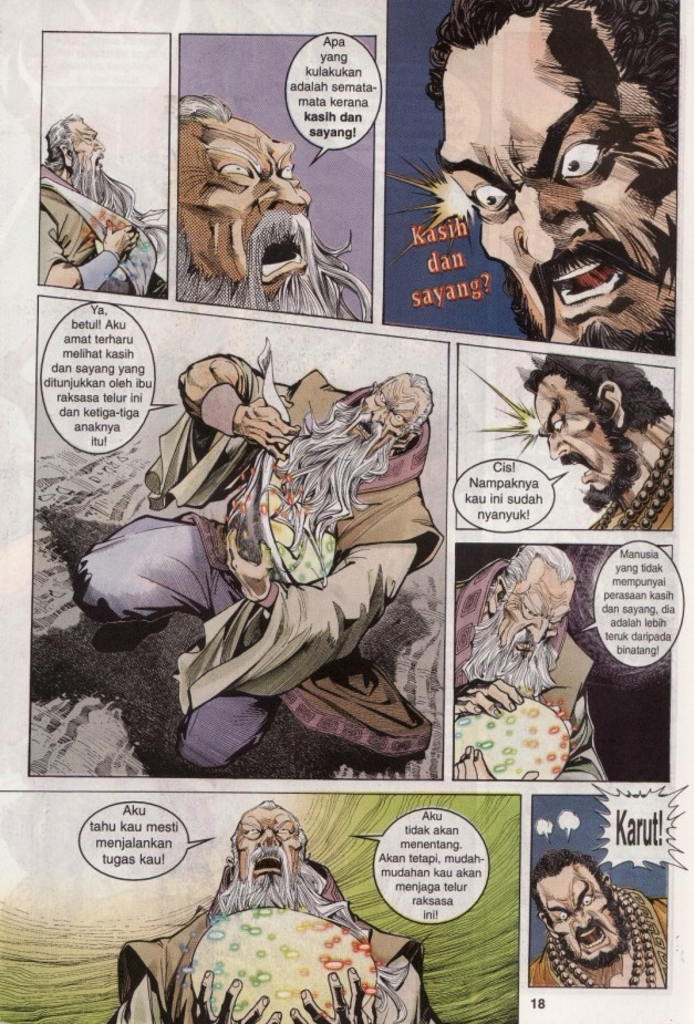 Apa
yang
kulakukan
adalah semata-
mata kerana
kasih dan
sayang!
Kasih
dan
sayang?
Ya,
betul! Aku
amat terharu
melihat kasih
dan sayang yang
ditunjukkan oleh ibu
raksasa telur ini
dan ketiga-tiga
anaknya
itu!
Cis!
Nampaknya
kau ini sudah
nyanyuk!
Manusia
yang tidak
mempunyai
perasaan kasih
dan sayang, dia
adalah lebih
teruk daripada
binatang!
Aku
tahu kau mesti
menjalankan
tugas kau!
Aku
tidak akan
menentang.
Akan tetapi, mudah-
mudahan kau akan
menjaga telur
raksasa
ini!
Karut!
18